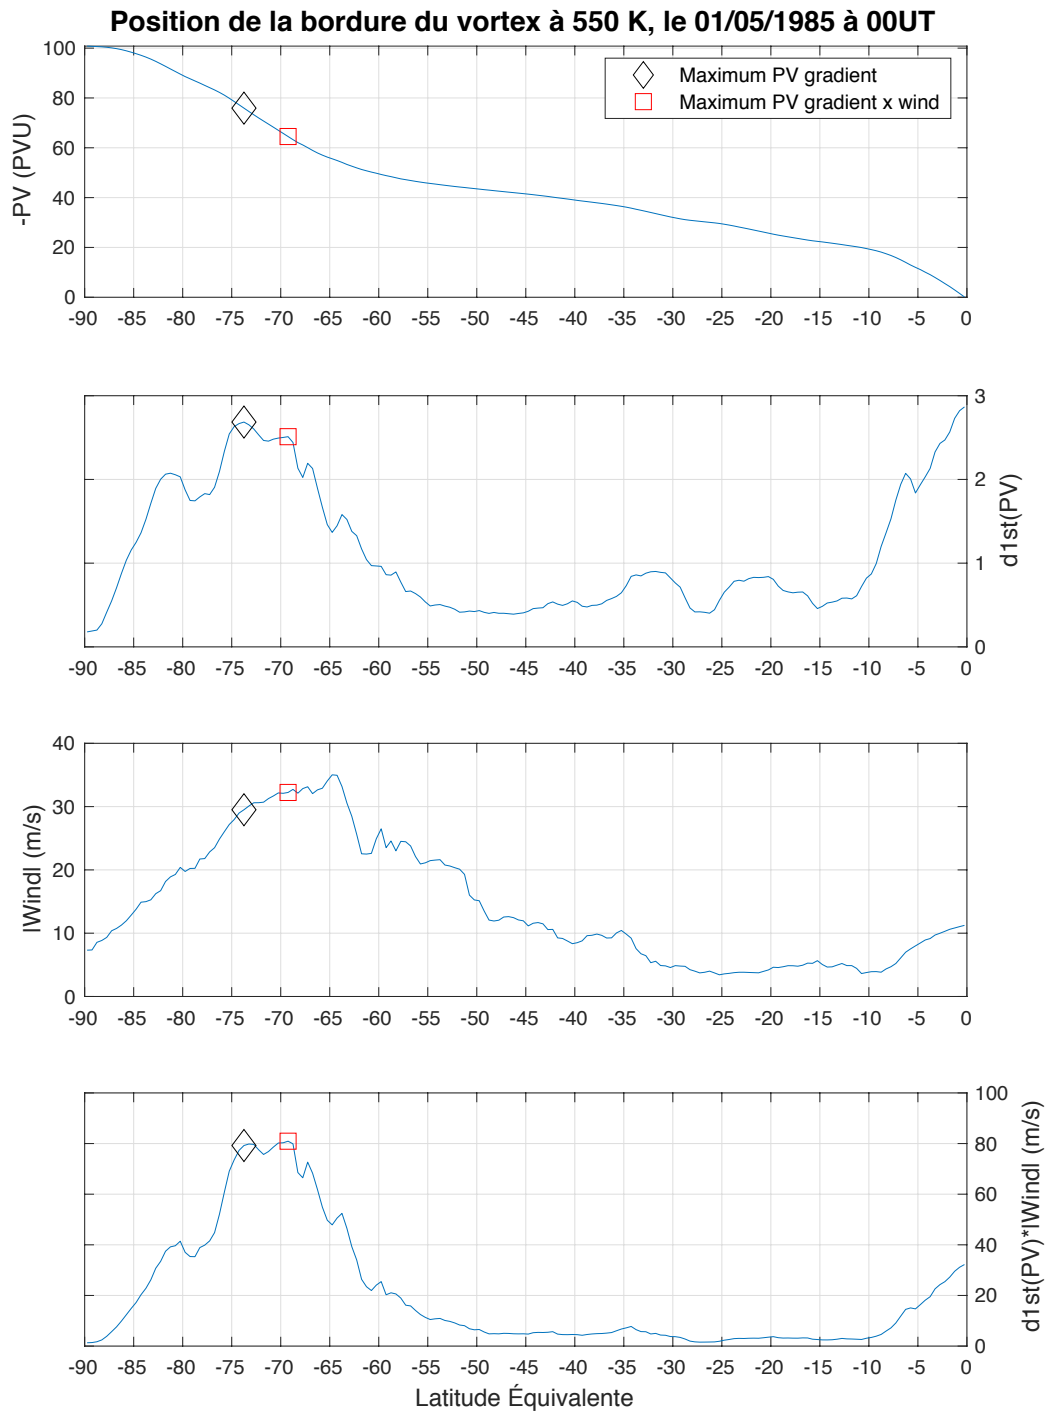 Position de la bordure du vortex à 550 K, le 01/05/1985 à 00UT
Maximum PV gradient
Maximum PV gradient x wind
-PV (PVU)
100
80
60
40
20
0
-90 -85 -80 -75 -70 -65 -60 -55 -50 -45 -40 -35 -30 -25 -20 -15 -10 -5 0
d1st(PV)
3
2
1
0
-90 -85 -80 -75 -70 -65 -60 -55 -50 -45 -40 -35 -30 -25 -20 -15 -10 -5 0
|Wind| (m/s)
40
30
20
10
0
-90 -85 -80 -75 -70 -65 -60 -55 -50 -45 -40 -35 -30 -25 -20 -15 -10 -5 0
d1st(PV)*|Wind| (m/s)
100
80
60
40
20
0
-90 -85 -80 -75 -70 -65 -60 -55 -50 -45 -40 -35 -30 -25 -20 -15 -10 -5 0
Latitude Équivalente